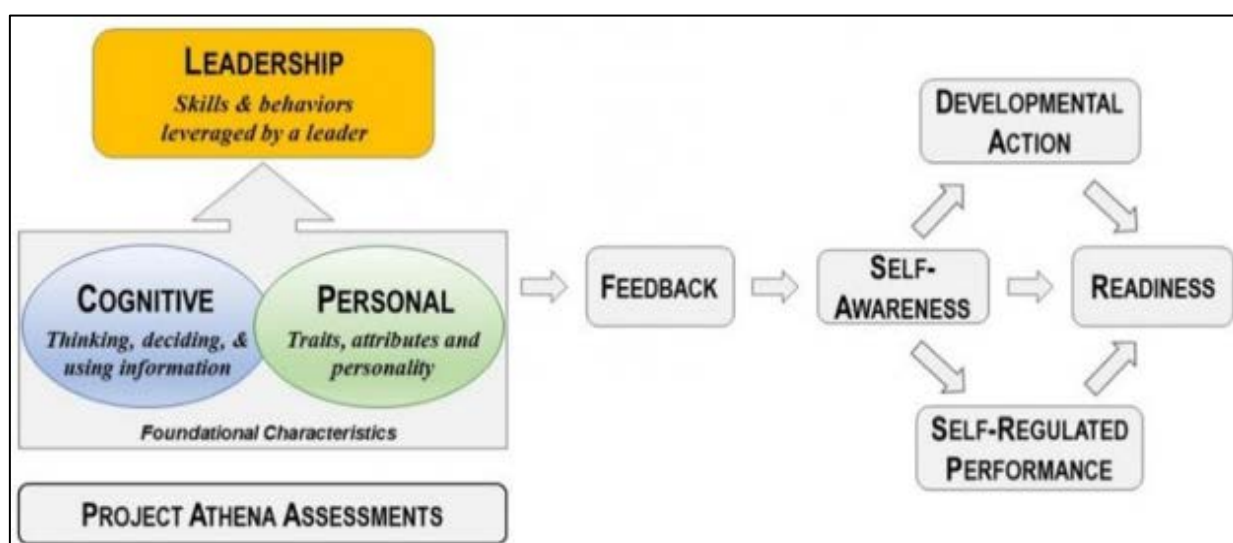 LEADERSHIP
Skills & behaviors
leveraged by a leader
COGNITIVE
Thinking, deciding, &
using information
PERSONAL
Traits, attributes and
personality
Foundational Characteristics
PROJECT ATHENA ASSESSMENTS
FEEDBACK
SELF-
AWARENESS
DEVELOPMENTAL
ACTION
SELF-REGULATED
PERFORMANCE
READINESS